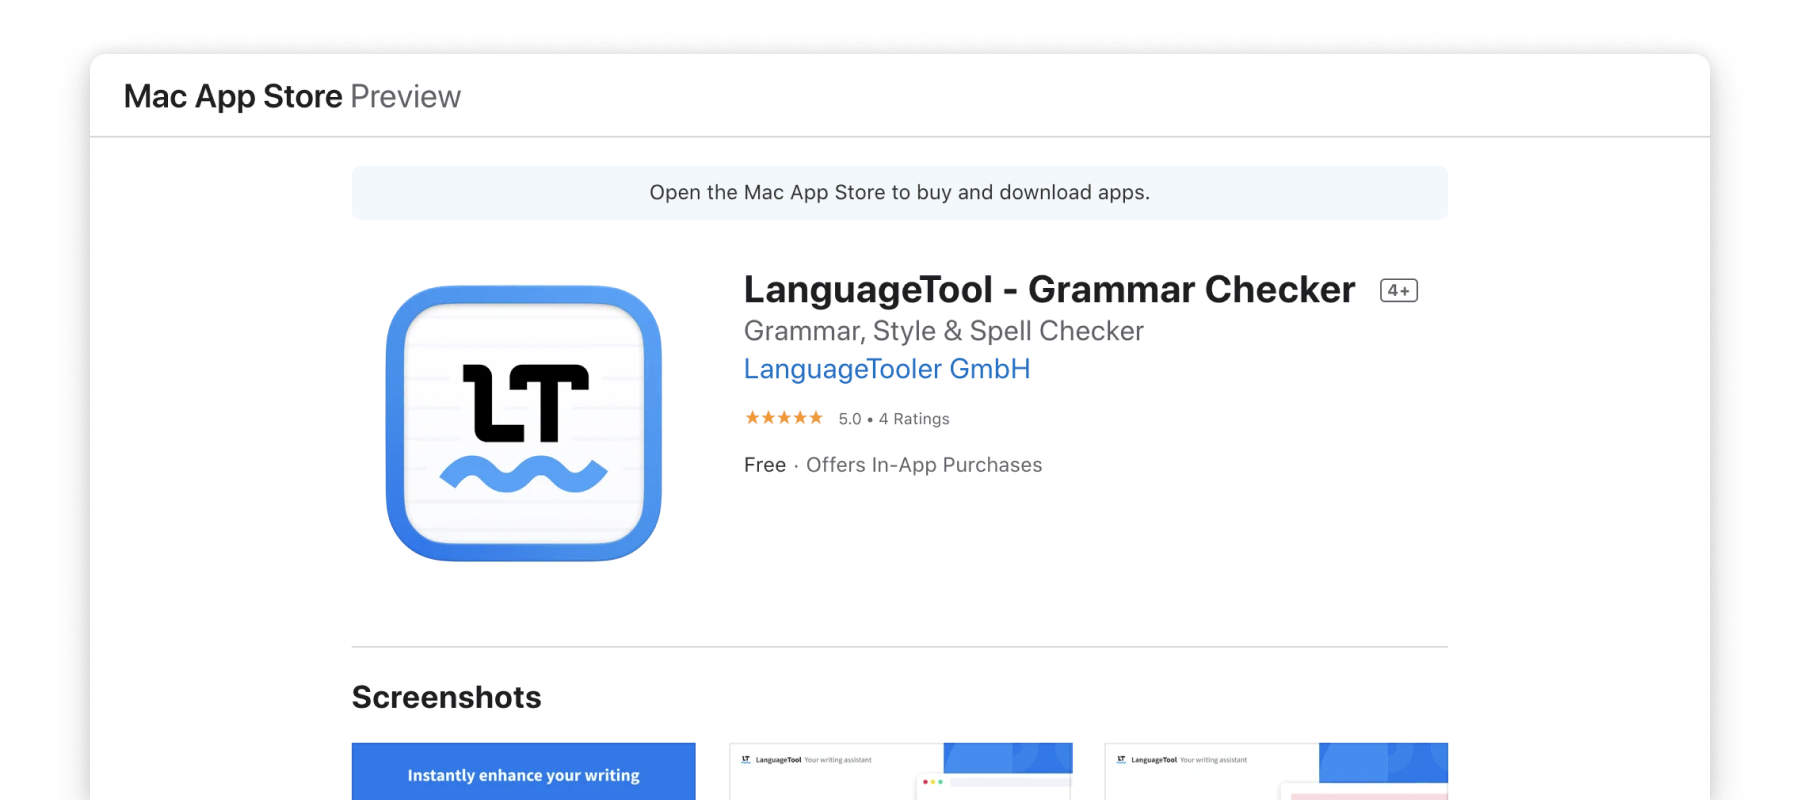 Mac App Store Preview
Open the Mac App Store to buy and download apps.
LanguageTool - Grammar Checker 4+
Grammar, Style & Spell Checker
LanguageTooler GmbH
★★★★★ 5.0 • 4 Ratings
Free · Offers In-App Purchases
LT
Screenshots
Instantly enhance your writing
LT LanguageTool Your writing assistant
LT LanguageTool Your writing assistant